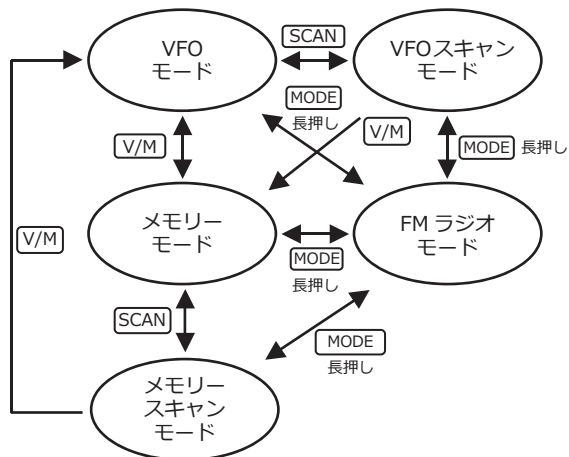 VFO
モード
SCAN
VFOスキャン
モード
MODE
長押し
V/M
V/M
MODE 長押し
メモリー
モード
FM ラジオ
モード
V/M
MODE
長押し
SCAN
MODE
長押し
メモリー
スキャン
モード